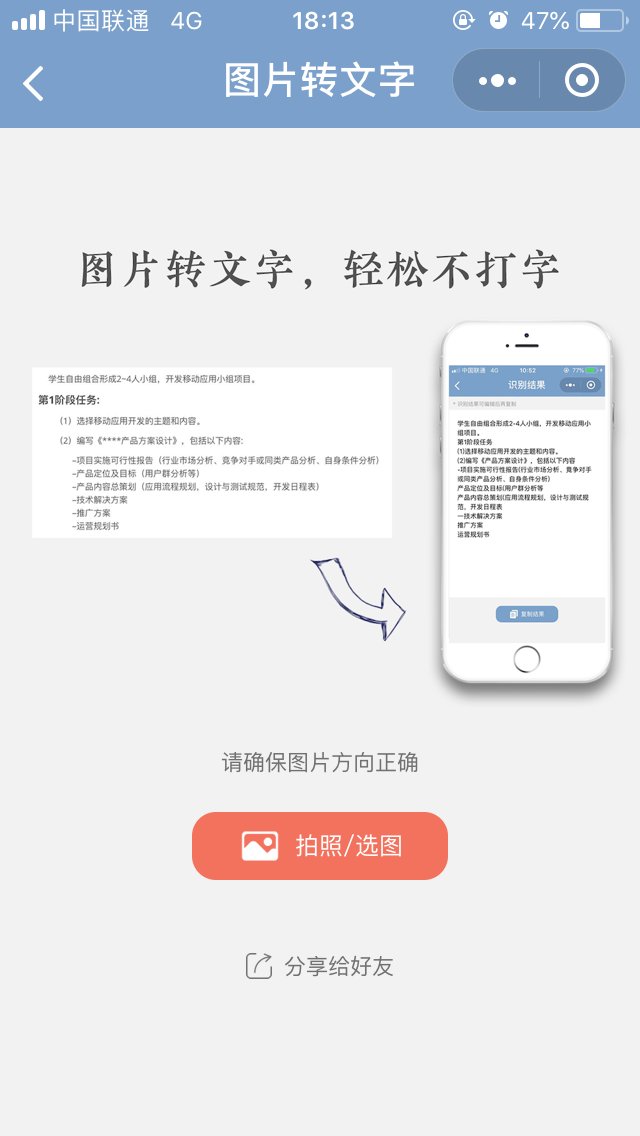 中国联通 4G 18:13 47%
图片转文字
图片转文字，轻松不打字
学生自由组合形成2~4人小组，开发移动应用小组项目。
第1阶段任务:
（1）选择移动应用开发的主题和内容。
（2）编写《****产品方案设计》，包括以下内容:
–项目实施可行性报告（行业市场分析、竞争对手或同类产品分析、自身条件分析）
–产品定位及目标（用户群分析等）
–产品内容总策划（应用流程规划，设计与测试规范，开发日程表）
–技术解决方案
–推广方案
–运营规划书
中国联通 4G 10:52 77%
识别结果
* 识别结果可编辑后再复制
学生自由组合形成2-4人小组，开发移动应用小
组项目。
第1阶段任务
(1)选择移动应用开发的主题和内容。
(2)编写《产品方案设计》，包括以下内容
-项目实施可行性报告(行业市场分析、竟争对手
或同类产品分析、自身条件分析)
产品定位及目标(用户群分析等
产品内容总策划(应用流程规划，设计与测试规
范，开发日程表
一技术解决方案
推广方案
运营规划书
复制结果
请确保图片方向正确
拍照/选图
分享给好友